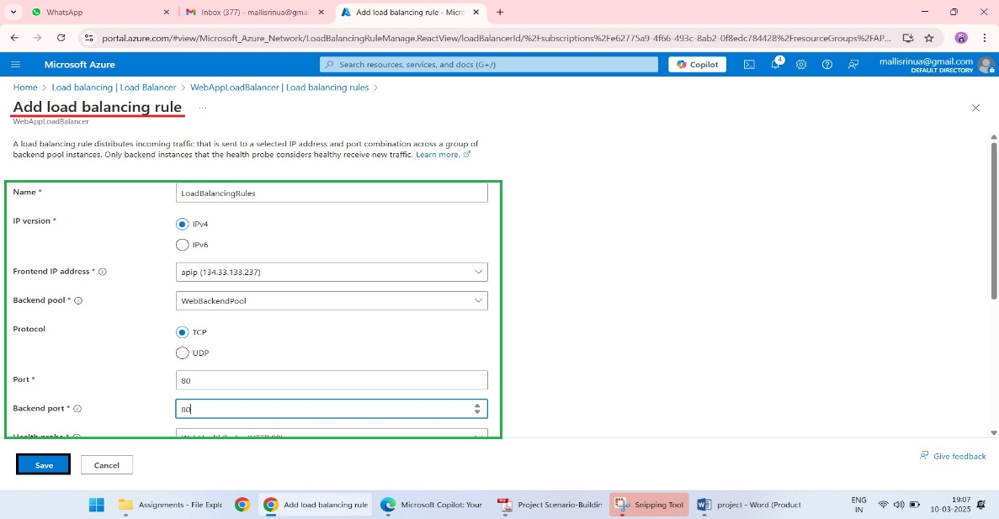 WhatsApp
Inbox (377) - mallisrinua@gmai
Add load balancing rule - Micro
portal.azure.com/#view/Microsoft_Azure_Network/LoadBalancingRuleManage.ReactView/loadBalancerId/%2Fsubscriptions%2Fe62775a9-4f66-493c-8ab2-0f8edc784428%2FresourceGroups%2FAP...
Microsoft Azure
Search resources, services, and docs (G+/)
Copilot
4
mallisrinua@gmail.com
DEFAULT DIRECTORY
Home > Load balancing | Load Balancer > WebAppLoadBalancer | Load balancing rules >
Add load balancing rule ...
WebAppLoadBalancer
A load balancing rule distributes incoming traffic that is sent to a selected IP address and port combination across a group of
backend pool instances. Only backend instances that the health probe considers healthy receive new traffic. Learn more.
Name *
LoadBalancingRules
IP version *
IPv4
IPv6
Frontend IP address *
apip (134.33.133.237)
Backend pool *
WebBackendPool
Protocol
TCP
UDP
Port *
80
Backend port *
80
Health probe *
Save
Cancel
Give feedback
Assignments - File Explo
Add load balancing rule
Microsoft Copilot: Your
Project Scenario-Buildin
Snipping Tool
project - Word (Product
ENG
IN
19:07
10-03-2025